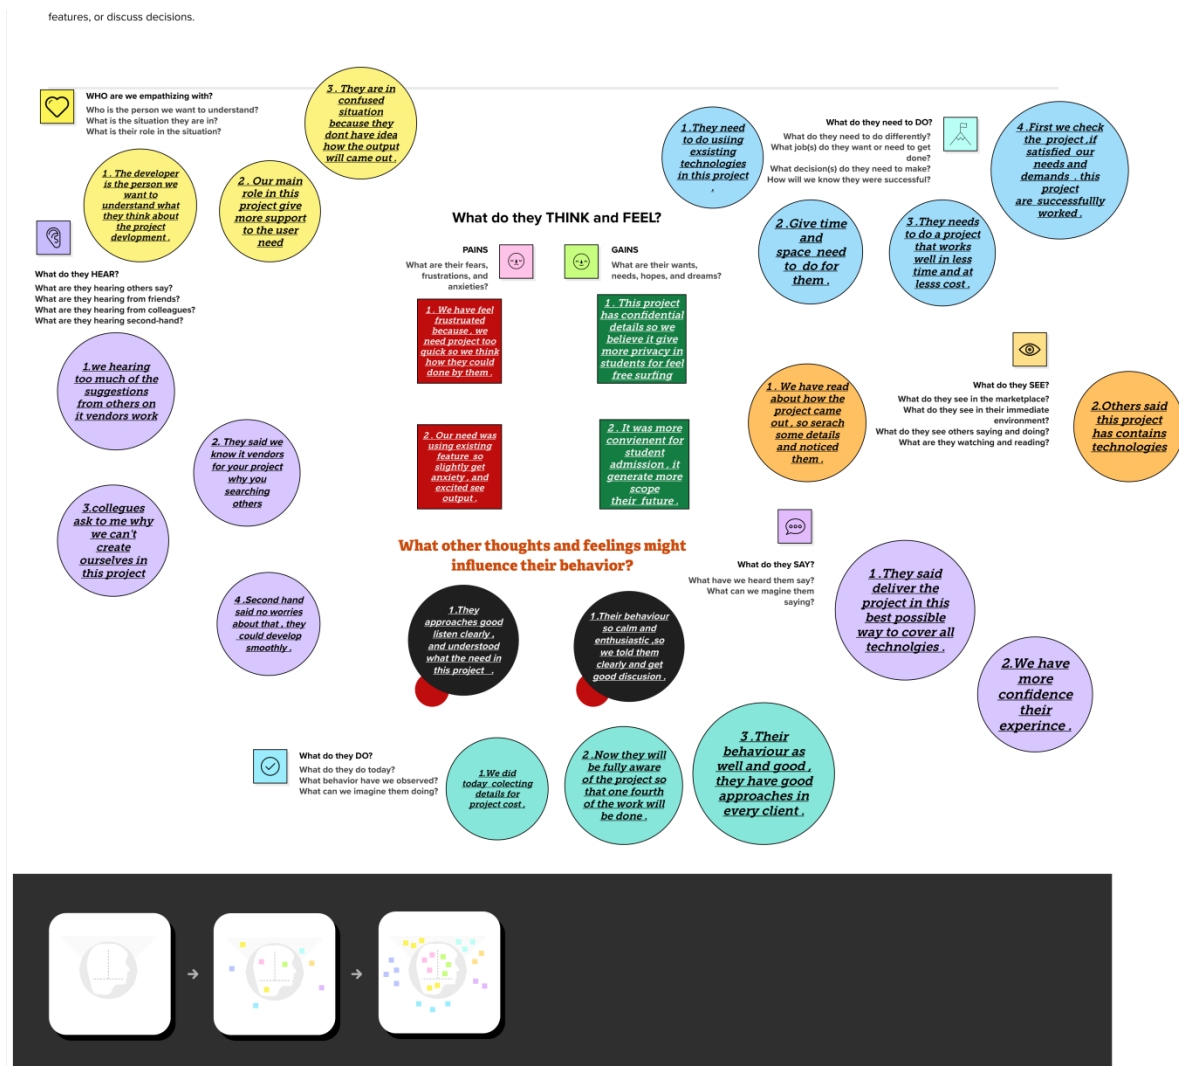 features, or discuss decisions.
WHO are we empathizing with?
Who is the person we want to understand?
What is the situation they are in?
What is their role in the situation?
3 . They are in
confused
situation
because they
dont have idea
how the output
will came out .
1 . The developer
is the person we
want to
understand what
they think about
the project
devlopment .
2 . Our main
role in this
project give
more support
to the user
need
What do they HEAR?
What are they hearing others say?
What are they hearing from friends?
What are they hearing from colleagues?
What are they hearing second-hand?
1.we hearing
too much of the
suggestions
from others on
it vendors work
2. They said we
know it vendors
for your project
why you
searching
others
3.collegues
ask to me why
we can't
create
ourselves in
this project
4 .Second hand
said no worries
about that , they
could develop
smoothly .
What do they THINK and FEEL?
PAINS
What are their fears,
frustrations, and
anxieties?
GAINS
What are their wants,
needs, hopes, and dreams?
1 . We have feel
frustruated
because , we
need project too
quick so we think
how they could
done by them .
1 . This project
has confidential
details so we
believe it give
more privacy in
students for feel
free surfing
2 . Our need was
using existing
feature so
slightly get
anxiety , and
excited see
output .
2 . It was more
convienent for
student
admission , it
generate more
scope
their future .
What other thoughts and feelings might
influence their behavior?
1.They
approaches good
listen clearly ,
and understood
what the need in
this project .
1.Their behaviour
so calm and
enthusiastic ,so
we told them
clearly and get
good discusion .
What do they need to DO?
What do they need to do differently?
What job(s) do they want or need to get
done?
What decision(s) do they need to make?
How will we know they were successful?
1 .They need
to do usiing
exsisting
technologies
in this project
.
2 .Give time
and
space need
to do for
them .
3 .They needs
to do a project
that works
well in less
time and at
lesss cost .
4 .First we check
the project ,if
satisfied our
needs and
demands . this
project
are successfullly
worked .
What do they SEE?
What do they see in the marketplace?
What do they see in their immediate
environment?
What do they see others saying and doing?
What are they watching and reading?
1 . We have read
about how the
project came
out , so serach
some details
and noticed
them .
2.Others said
this project
has contains
technologies
What do they SAY?
What have we heard them say?
What can we magine them
saying?
1 .They said
deliver the
project in this
best possible
way to cover all
technolgies .
2.We have
more
confidence
their
experince .
What do they DO?
What do they do today?
What behavior have we observed?
What can we imagine them doing?
1.We did
today colecting
details for
project cost .
2 .Now they will
be fully aware
of the project so
that one fourth
of the work will
be done .
3 .Their
behaviour as
well and good ,
they have good
approaches in
every client .